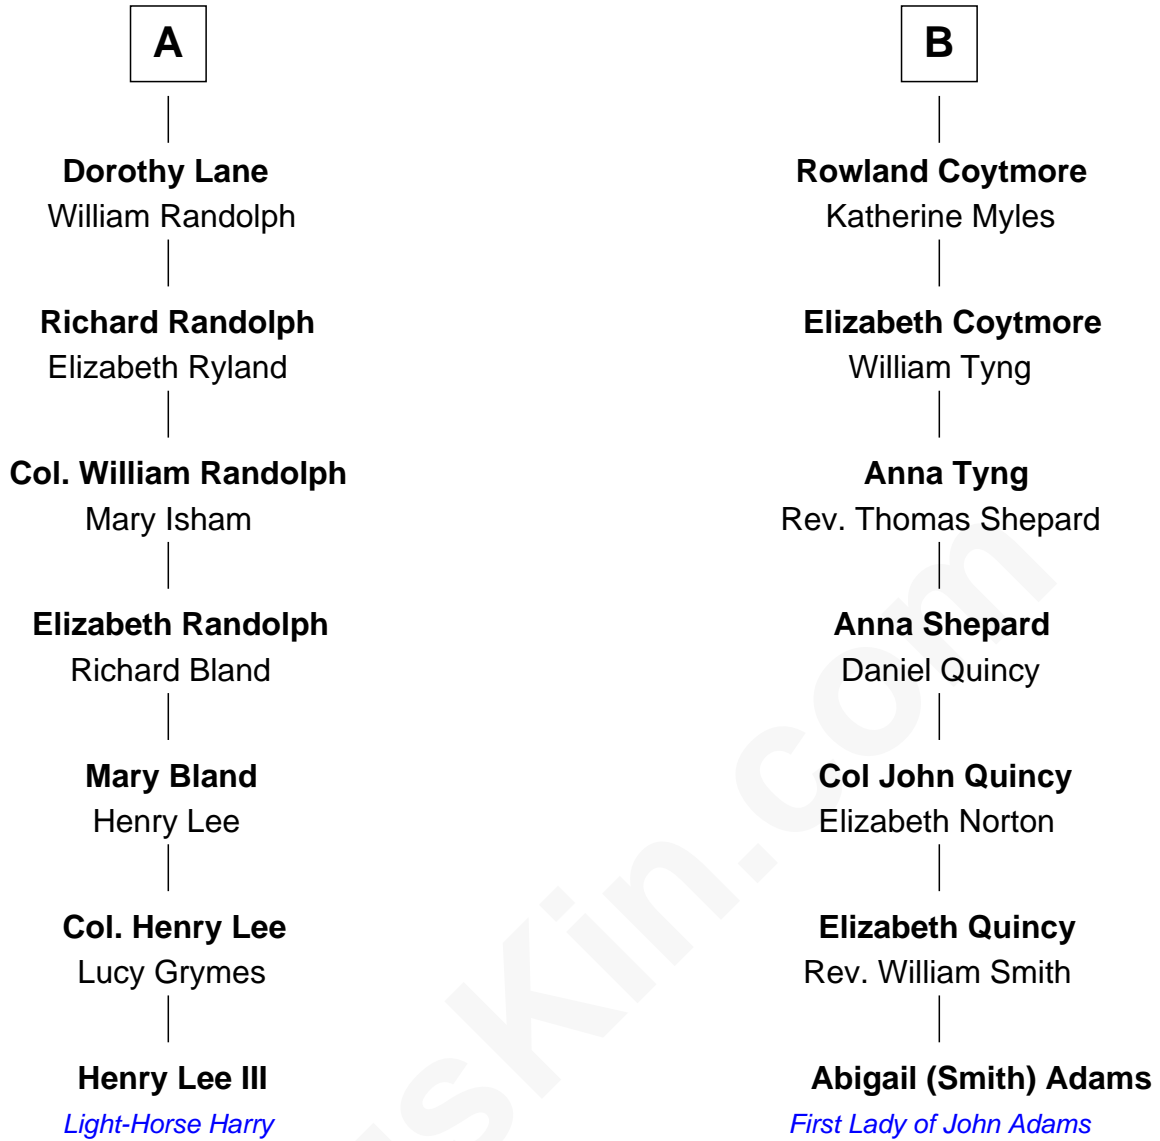 A
Dorothy Lane
William Randolph
Richard Randolph
Elizabeth Ryland
Col. William Randolph
Mary Isham
Elizabeth Randolph
Richard Bland
Mary Bland
Henry Lee
Col. Henry Lee
Lucy Grymes
Henry Lee III
Light-Horse Harry
B
Rowland Coytmore
Katherine Myles
Elizabeth Coytmore
William Tyng
Anna Tyng
Rev. Thomas Shepard
Anna Shepard
Daniel Quincy
Col John Quincy
Elizabeth Norton
Elizabeth Quincy
Rev. William Smith
Abigail (Smith) Adams
First Lady of John Adams